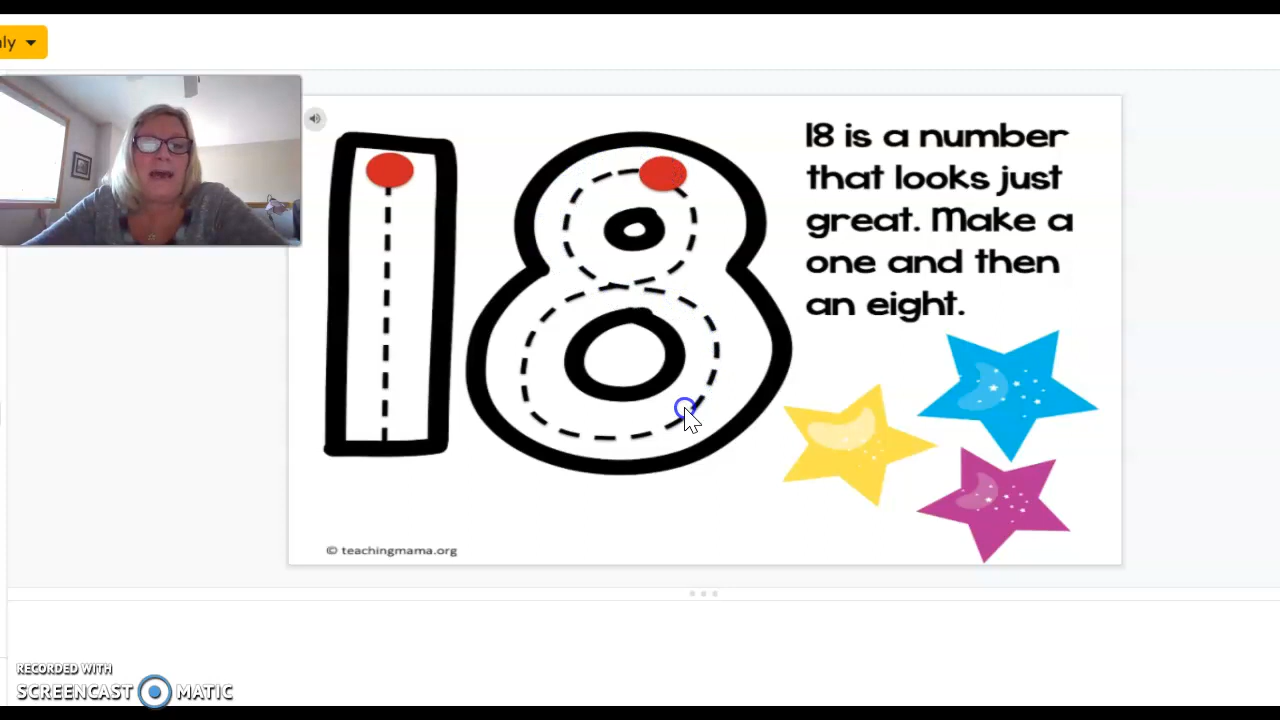 ly
18
18 is a number
that looks just
great. Make a
one and then
an eight.
© teachingmama.org
RECORDED WITH
SCREENCAST MATIC